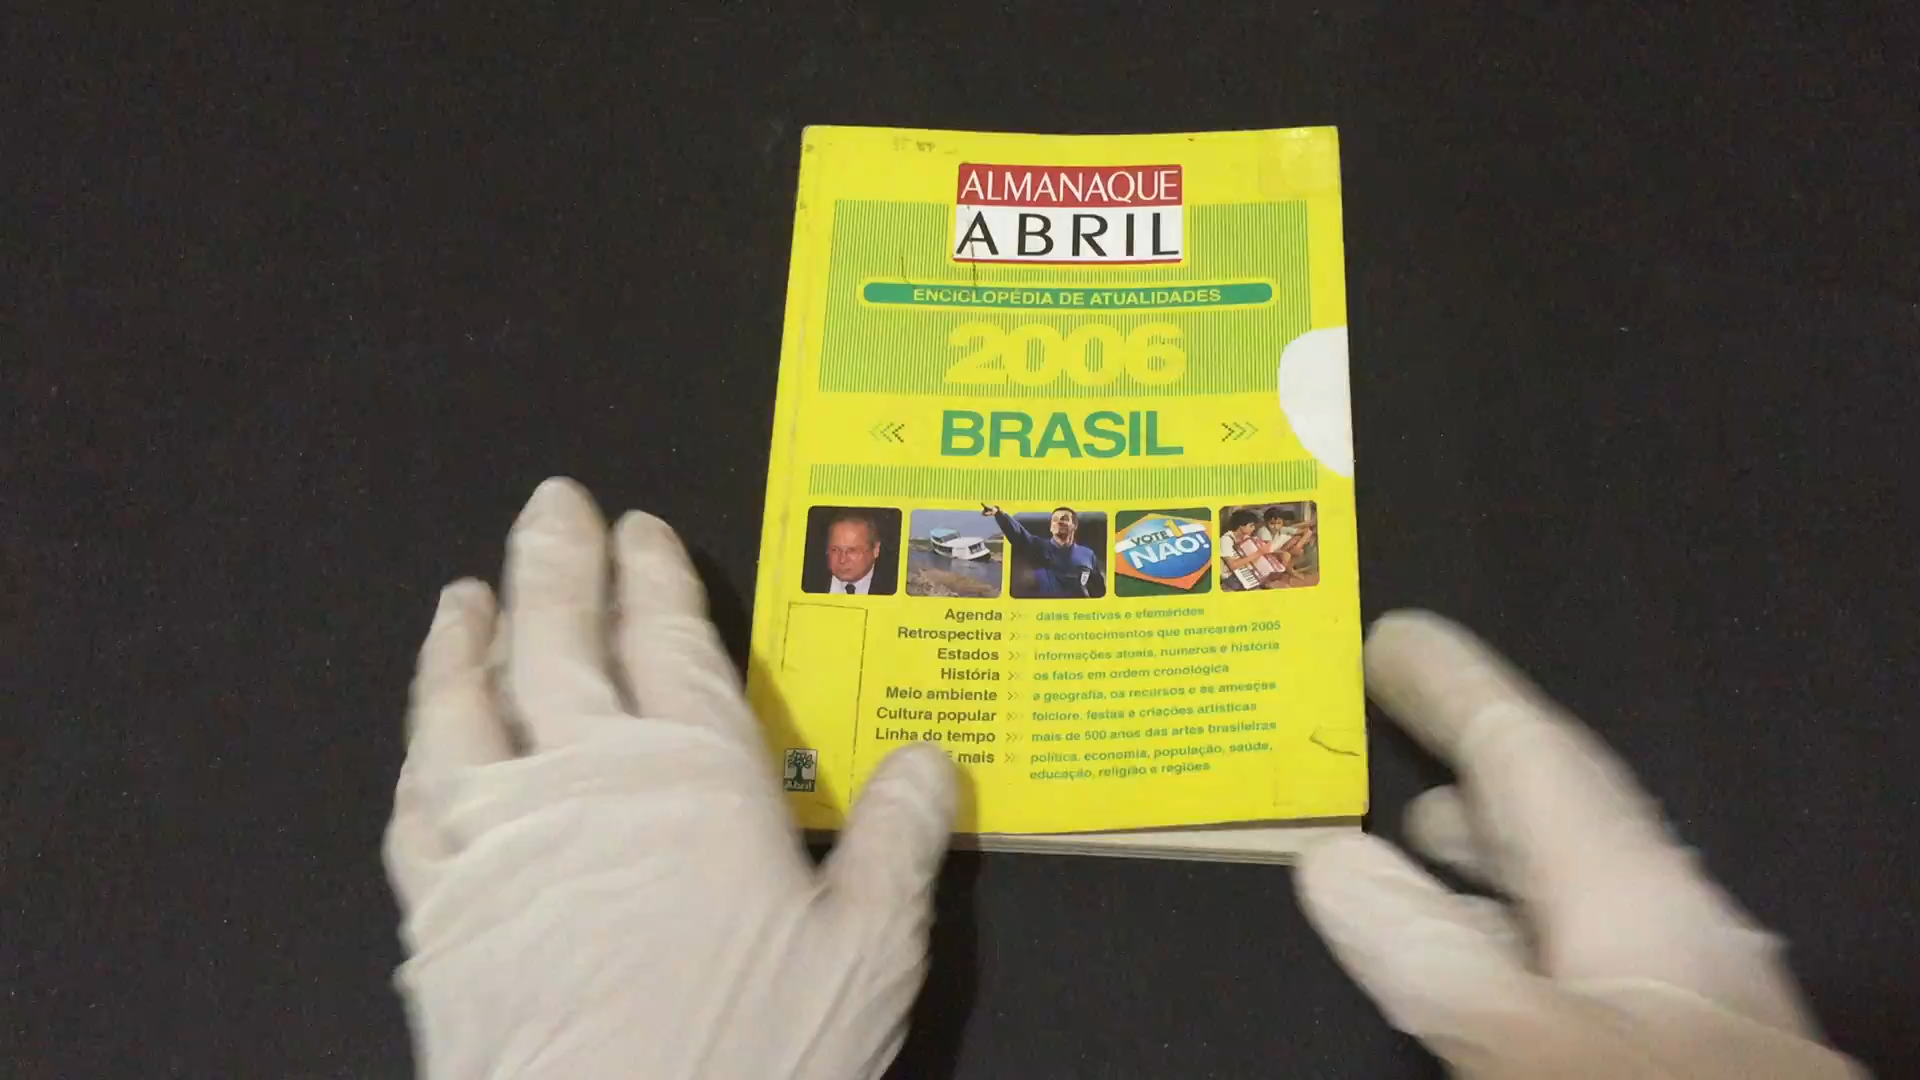 ALMANAQUE
ABRIL
ENCICLOPÉDIA DE ATUALIDADES
2006
BRASIL
VOTE 1
NÃO!
Agenda >> datas festivas e efemérides
Retrospectiva >> os acontecimentos que marcaram 2005
Estados >> informações atuais, números e história
História >> os fatos em ordem cronológica
Meio ambiente >> a geografia, os recursos e as ameaças
Cultura popular >> folclore, festas e criações artísticas
Linha do tempo >> mais de 500 anos das artes brasileiras
E mais >> política, economia, população, saúde,
educação, religião e regiões
Abril